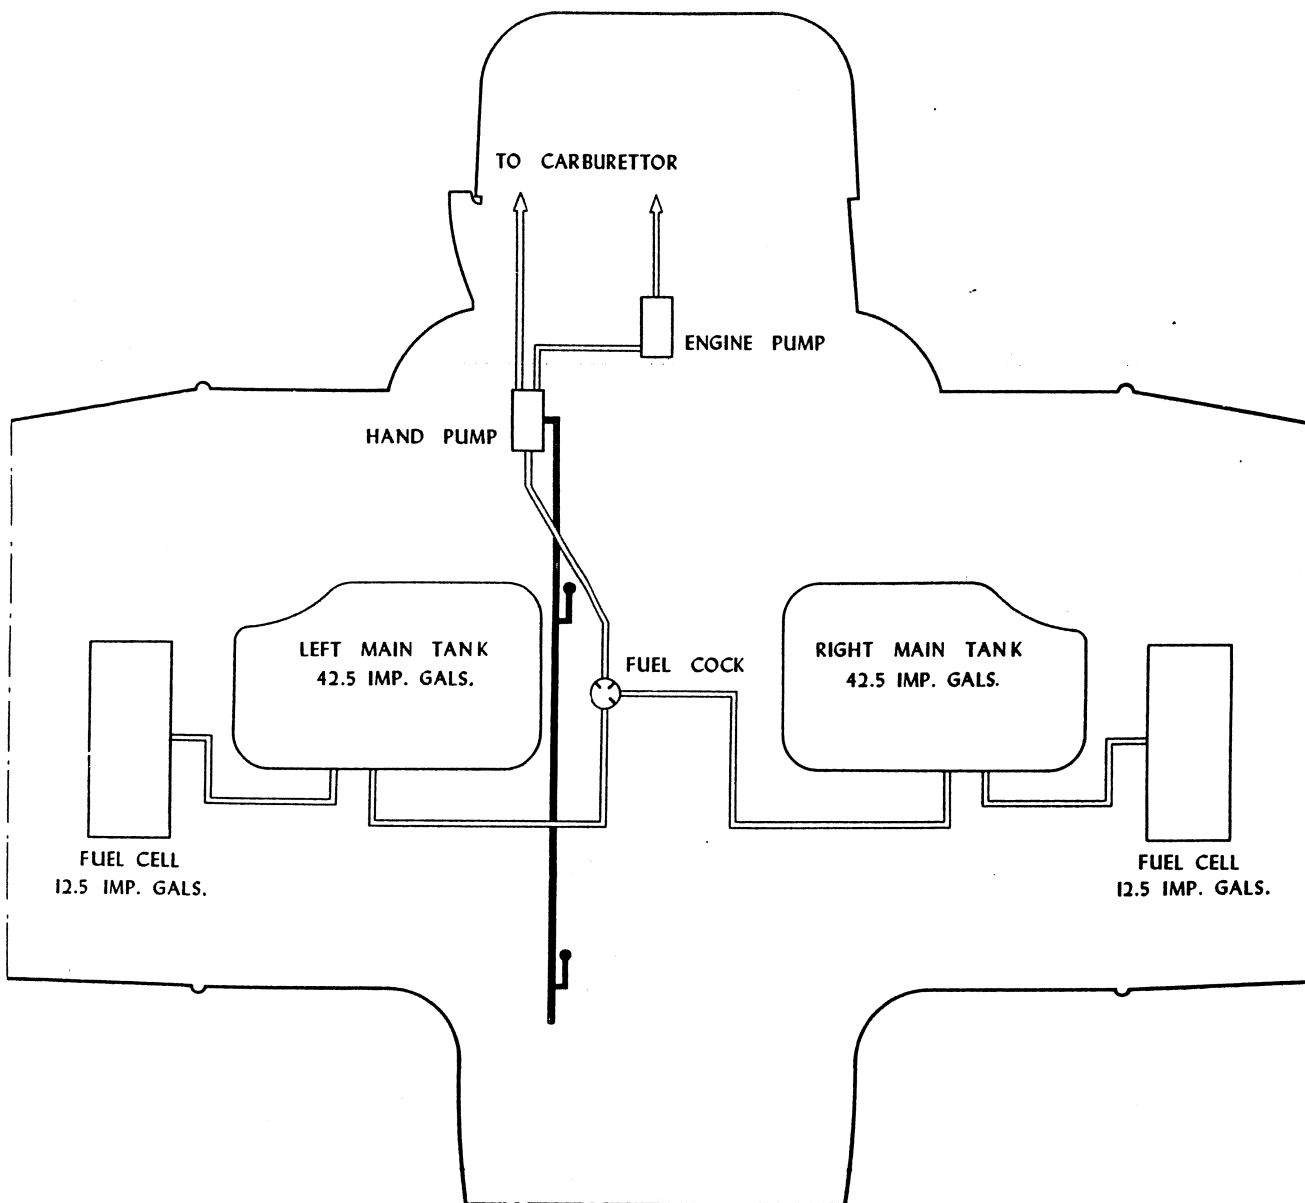 TO CARBURETTOR
ENGINE PUMP
HAND PUMP
LEFT MAIN TANK
42.5 IMP. GALS.
FUEL COCK
RIGHT MAIN TANK
42.5 IMP. GALS.
FUEL CELL
12.5 IMP. GALS.
FUEL CELL
12.5 IMP. GALS.